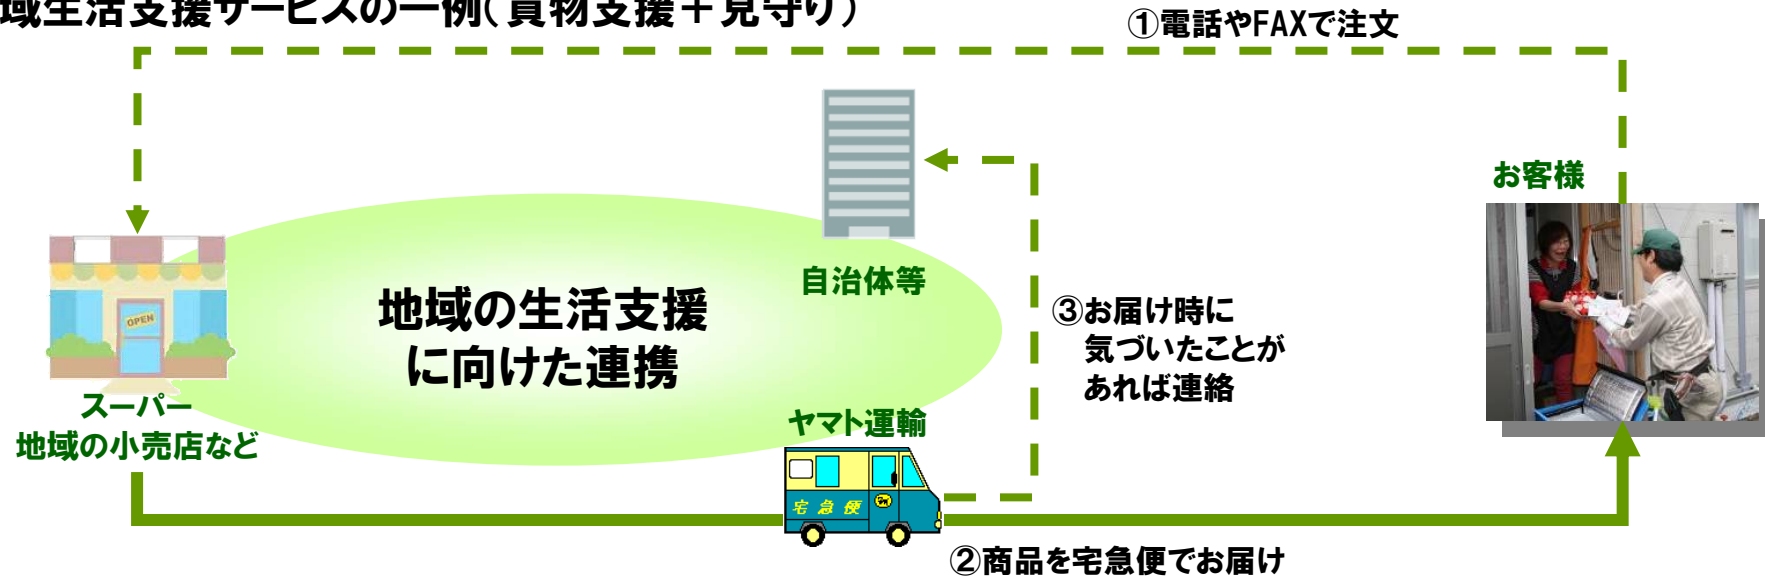 域生活支援サービスの一例(買物支援+見守り)
①電話やFAXで注文
お客様
自治体等
地域の生活支援
に向けた連携
③お届け時に
気づいたことが
あれば連絡
OPEN
スーパー
地域の小売店など
ヤマト運輸
宅急便
②商品を宅急便でお届け